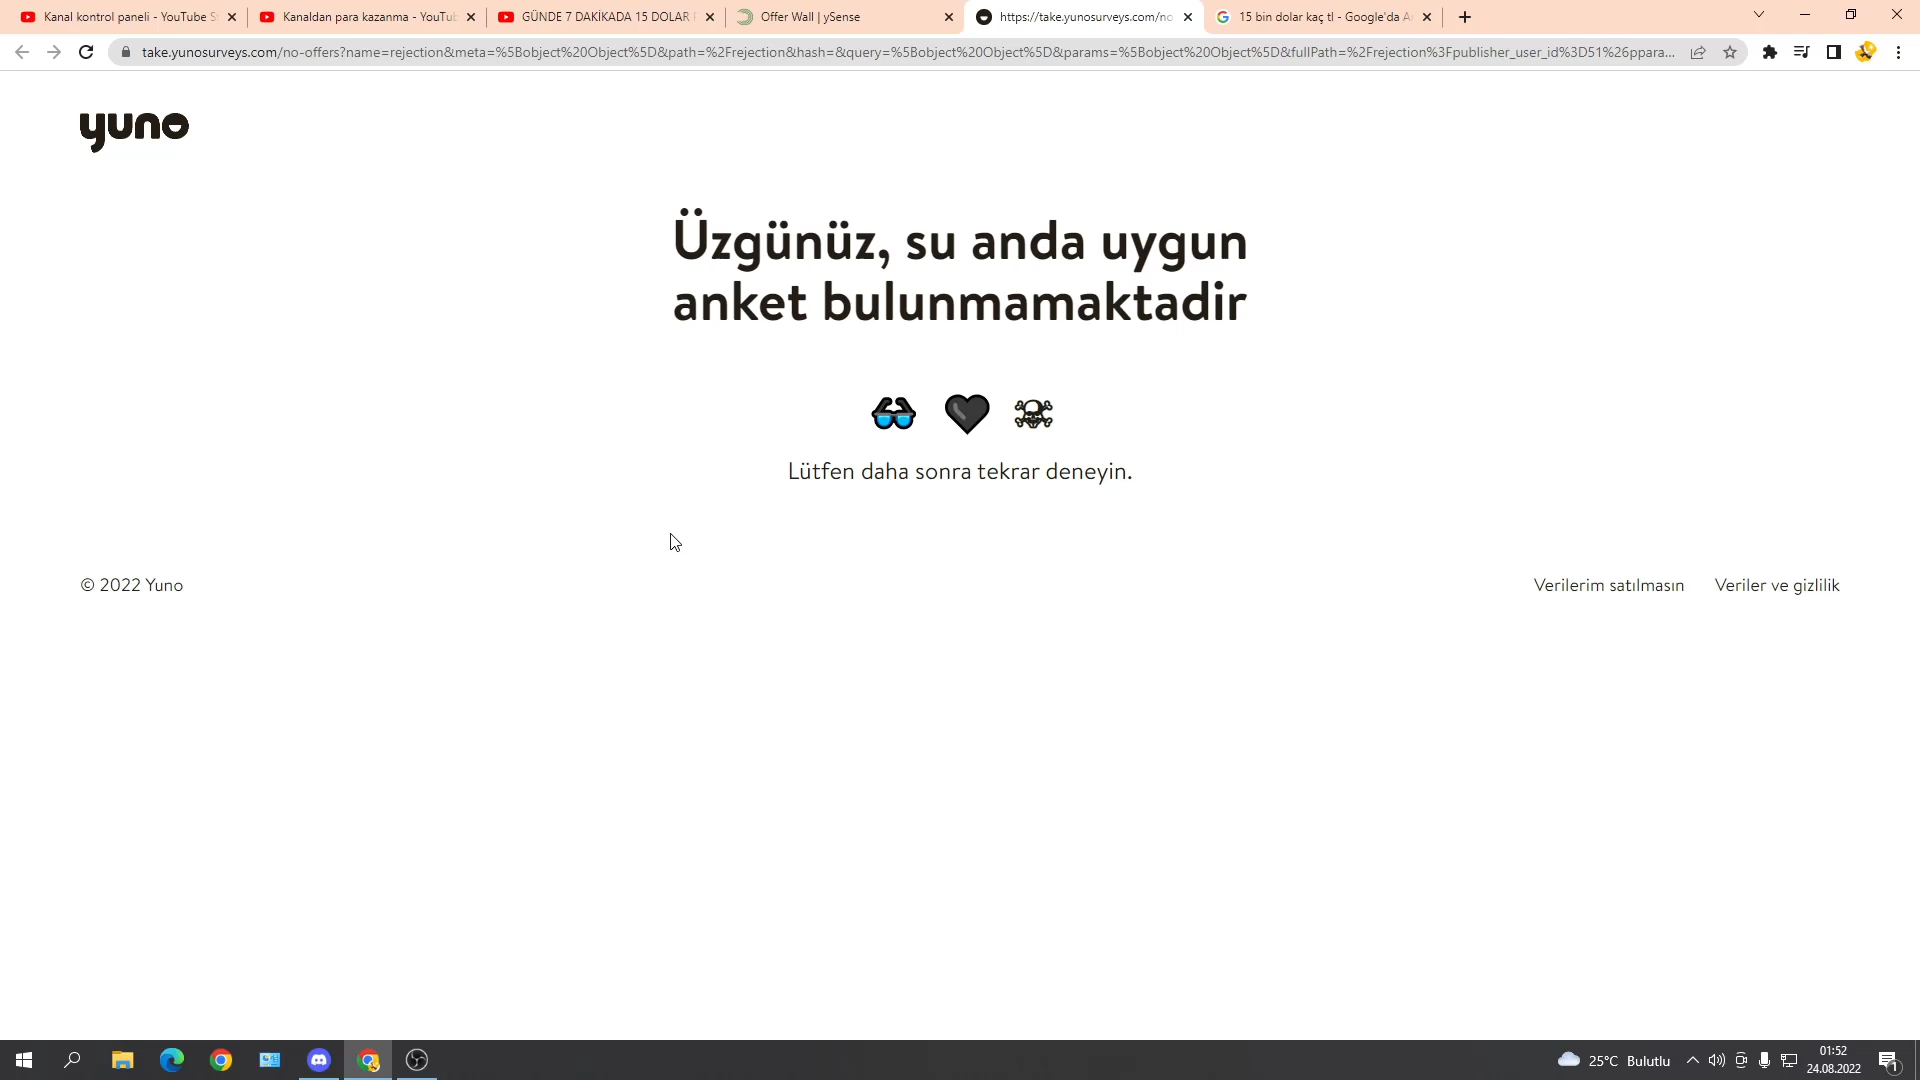 Kanal kontrol paneli - YouTube S
Kanaldan para kazanma - YouTub
GÜNDE 7 DAKİKADA 15 DOLAR
Offer Wall | ySense
https://take.yunosurveys.com/no
15 bin dolar kaç tl - Google'da A
take.yunosurveys.com/no-offers?name=rejection&meta=%5Bobject%20Object%5D&path=%2Frejection&hash=&query=%5Bobject%20Object%5D&params=%5Bobject%20Object%5D&fullPath=%2Frejection%3Fpublisher_user_id%3D51%26ppara...
yuno
Üzgünüz, su anda uygun
anket bulunmamaktadir
Lütfen daha sonra tekrar deneyin.
© 2022 Yuno
Verilerim satılmasın
Veriler ve gizlilik
25°C Bulutlu
01:52
24.08.2022
1